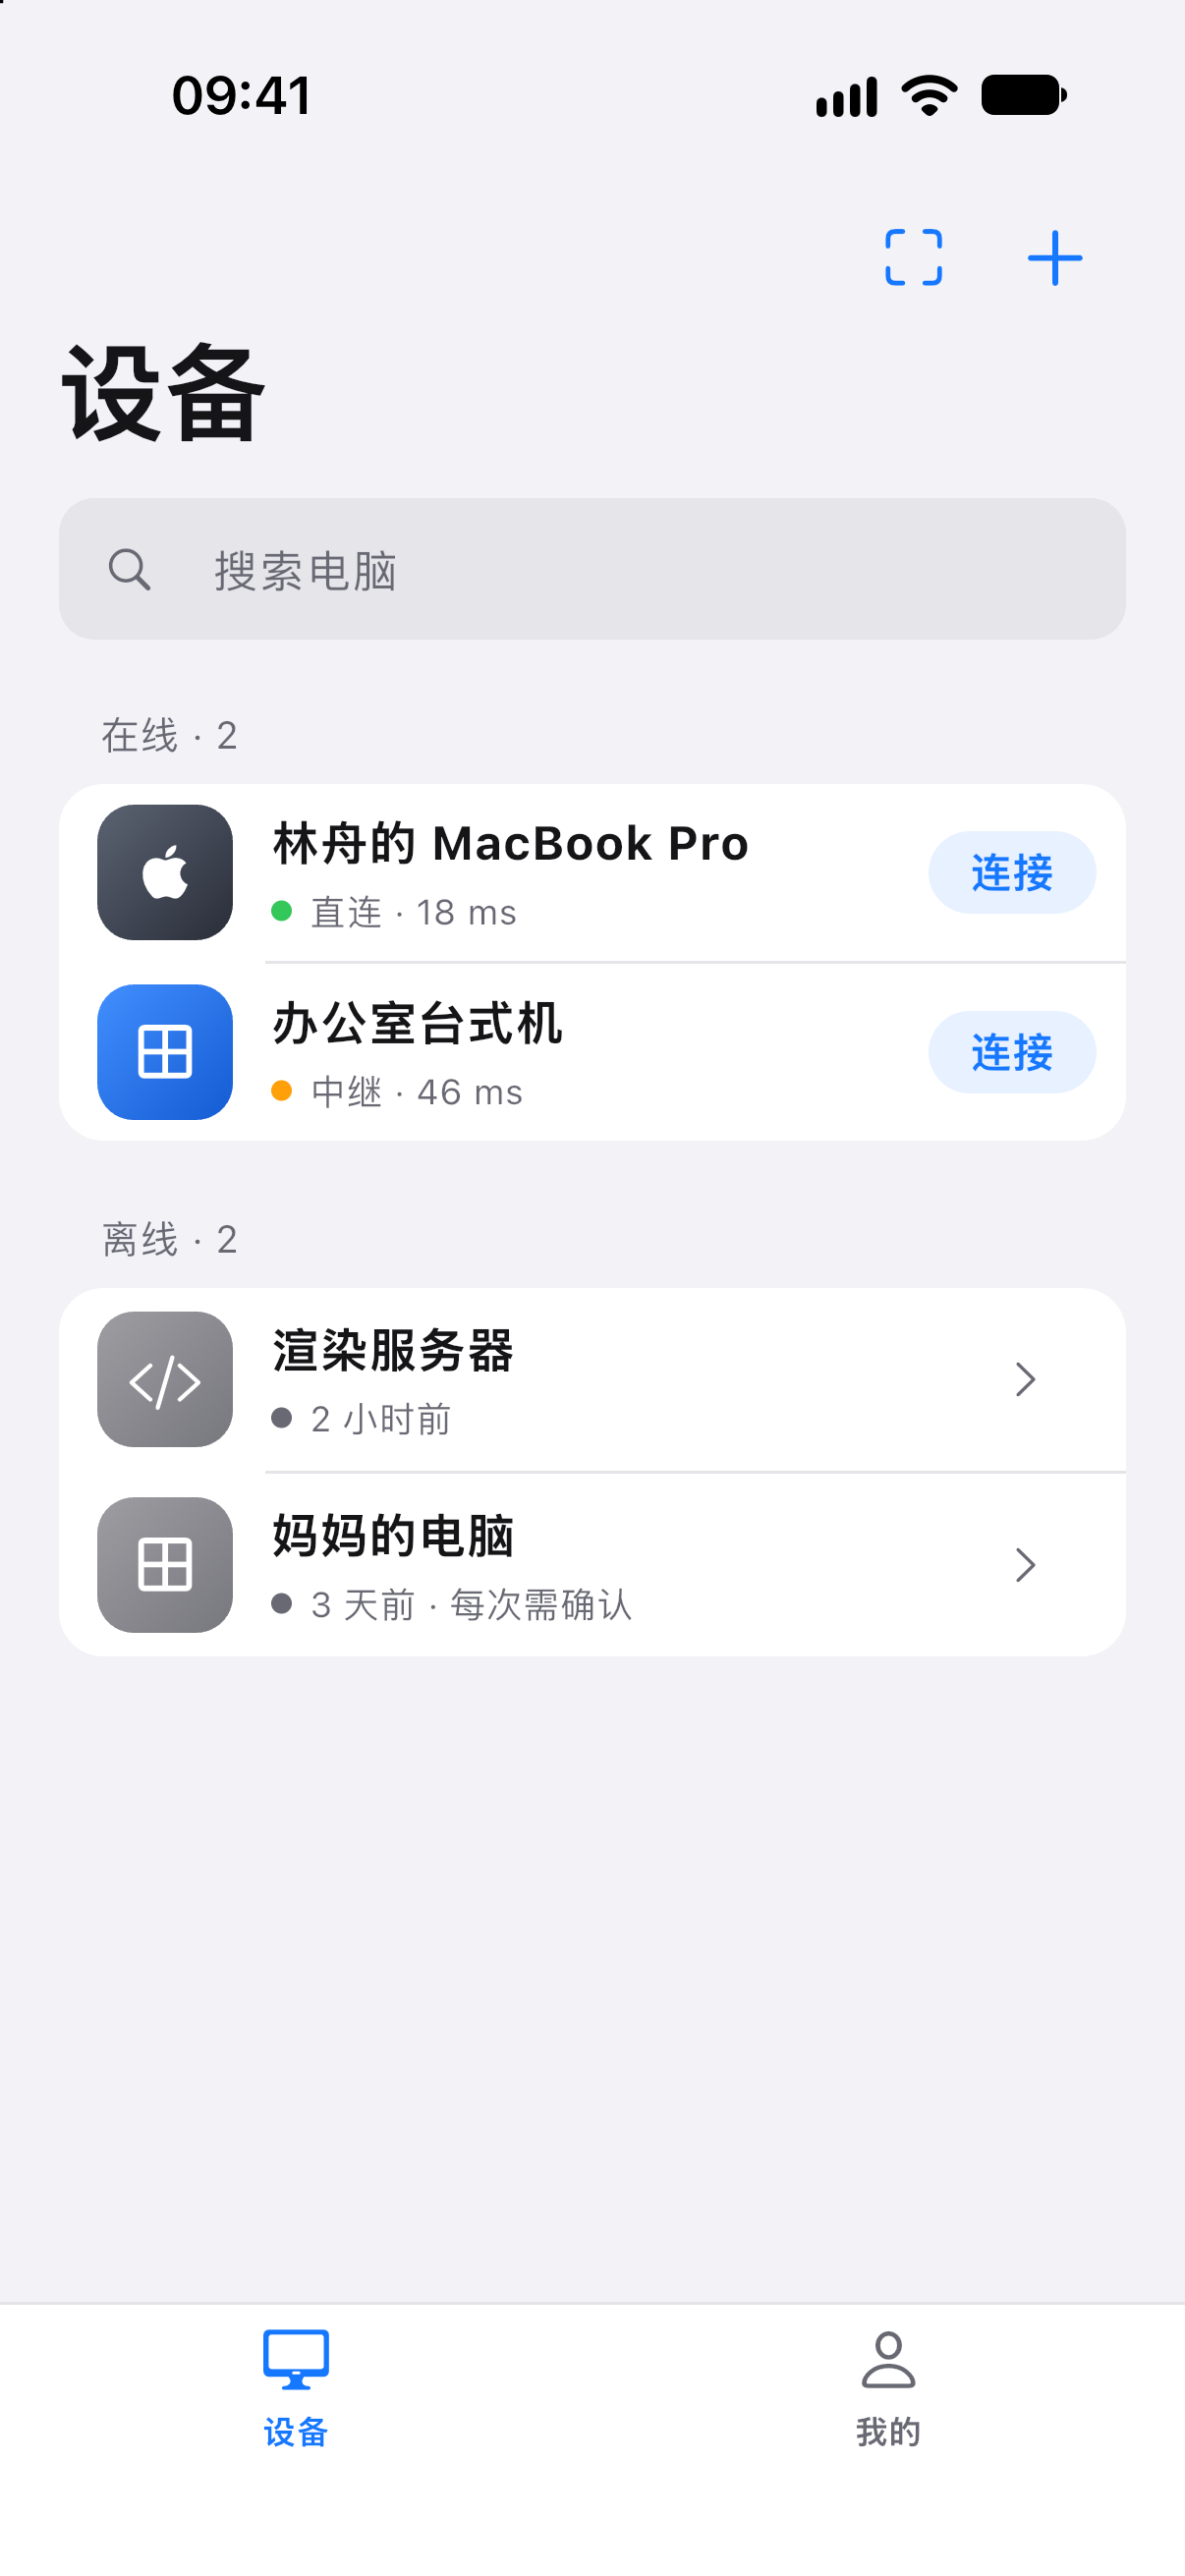 09:41
设备
搜索电脑
在线 · 2
林舟的 MacBook Pro
连接
直连 · 18 ms
办公室台式机
连接
中继 · 46 ms
离线 · 2
渲染服务器
2 小时前
妈妈的电脑
3 天前 · 每次需确认
设备
我的